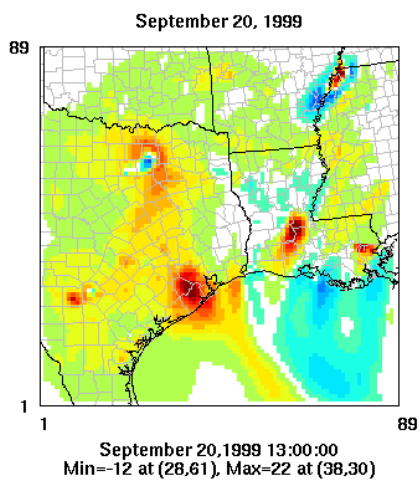 September 20, 1999
89
1
1
89
September 20,1999 13:00:00
Min=-12 at (28,61), Max=22 at (38,30)